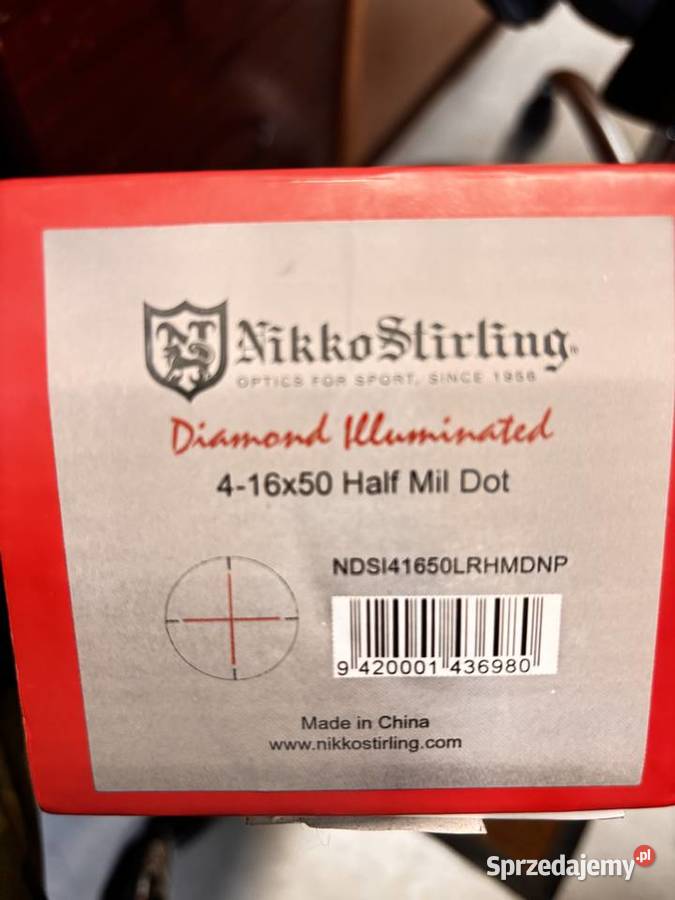 NikkoStirling
OPTICS FOR SPORT, SINCE 1956
Diamond Illuminated
4-16x50 Half Mil Dot
NDSI41650LRHMDNP
9 420001 436980
Made in China
www.nikkostirling.com
Sprzedajemy.pl